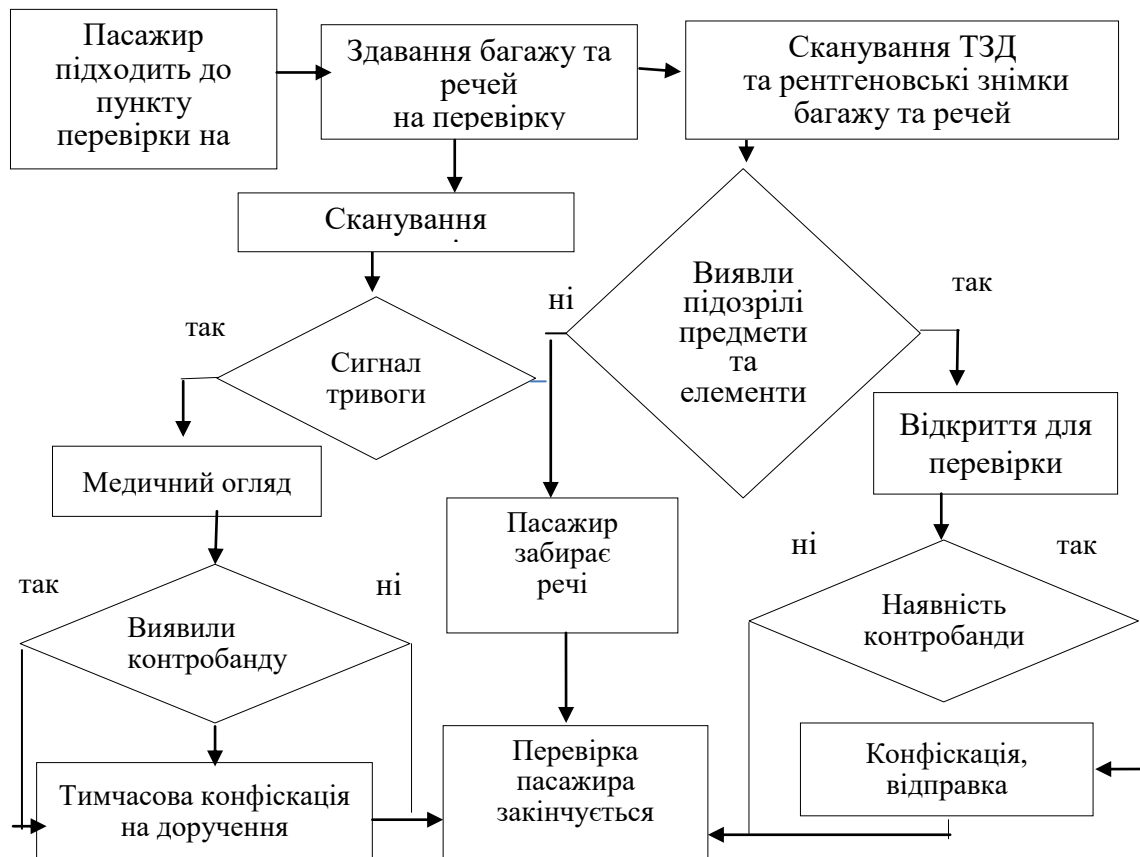 Пасажир
підходить до
пункту
перевірки на
Здавання багажу та
речей
на перевірку
Сканування ТЗД
та рентгеновські знімки
багажу та речей
Сканування
Виявли
підозрілі
предмети
та
елементи
ні
так
так
Сигнал
тривоги
Відкриття для
перевірки
Медичний огляд
Пасажир
забирає
речі
ні
так
так
ні
Наявність
контробанди
Виявили
контробанду
Перевірка
пасажира
закінчується
Конфіскація,
відправка
Тимчасова конфіскація
на доручення